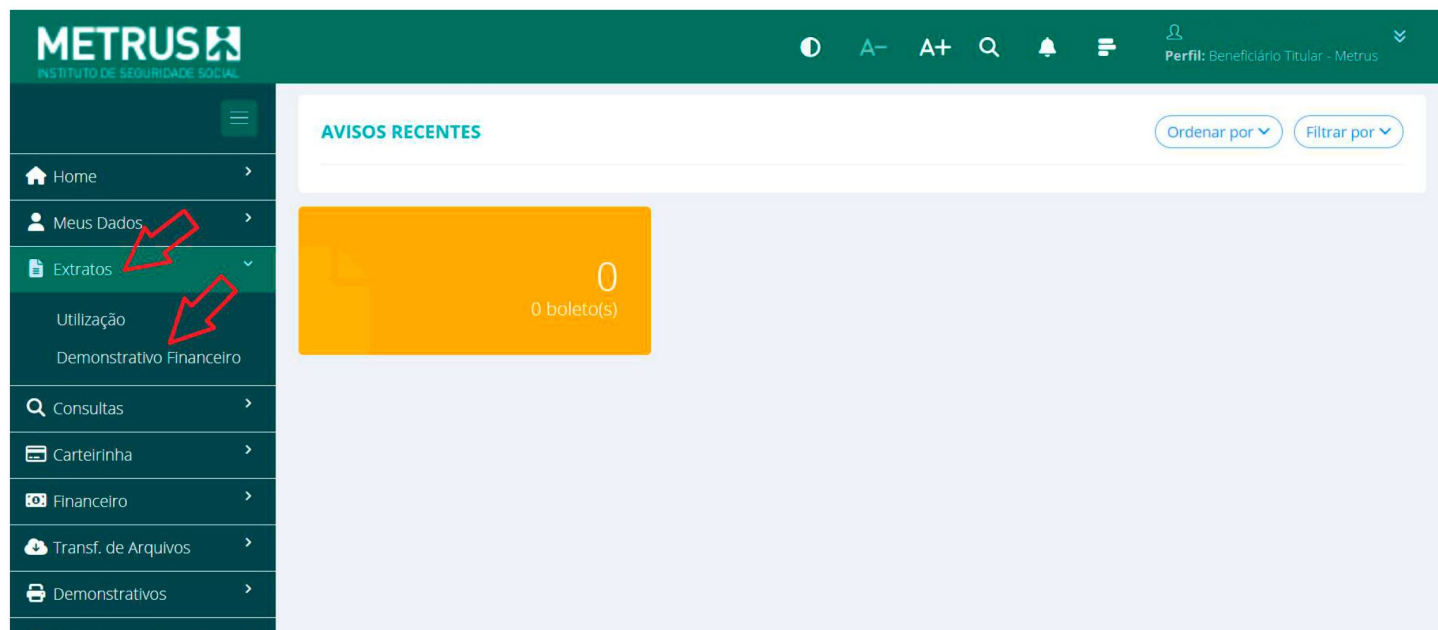 METRUS
INSTITUTO DE SEGURIDADE SOCIAL
A− A+
Perfil: Beneficiário Titular - Metrus
AVISOS RECENTES
Ordenar por
Filtrar por
Home
Meus Dados
Extratos
Utilização
Demonstrativo Financeiro
Consultas
Carteirinha
Financeiro
Transf. de Arquivos
Demonstrativos
0
0 boleto(s)